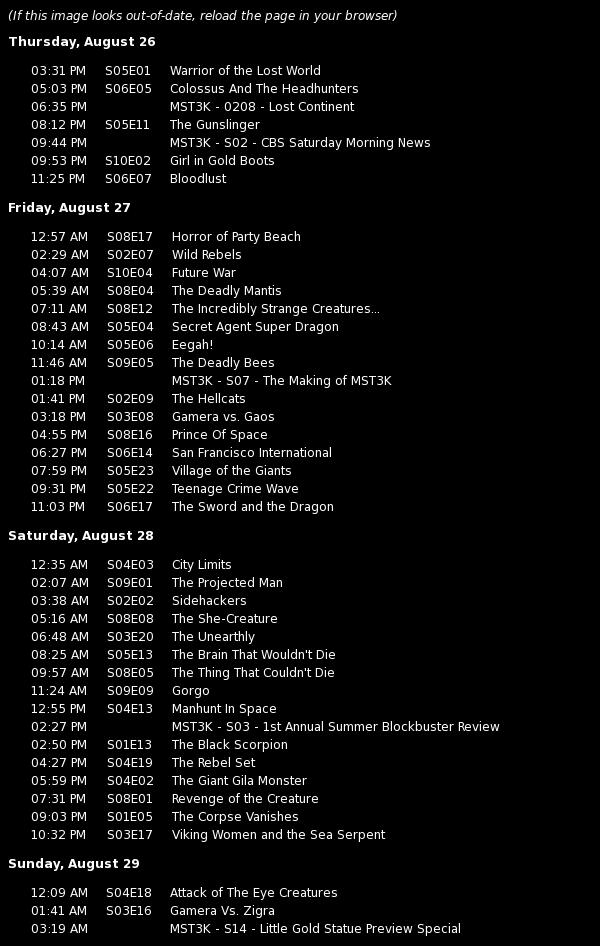 (If this image looks out-of-date, reload the page in your browser)
Thursday, August 26
03:31 PM S05E01 Warrior of the Lost World
05:03 PM S06E05 Colossus And The Headhunters
06:35 PM MST3K - 0208 - Lost Continent
08:12 PM S05E11 The Gunslinger
09:44 PM MST3K - S02 - CBS Saturday Morning News
09:53 PM S10E02 Girl in Gold Boots
11:25 PM S06E07 Bloodlust
Friday, August 27
12:57 AM S08E17 Horror of Party Beach
02:29 AM S02E07 Wild Rebels
04:07 AM S10E04 Future War
05:39 AM S08E04 The Deadly Mantis
07:11 AM S08E12 The Incredibly Strange Creatures...
08:43 AM S05E04 Secret Agent Super Dragon
10:14 AM S05E06 Eegah!
11:46 AM S09E05 The Deadly Bees
01:18 PM MST3K - S07 - The Making of MST3K
01:41 PM S02E09 The Hellcats
03:18 PM S03E08 Gamera vs. Gaos
04:55 PM S08E16 Prince Of Space
06:27 PM S06E14 San Francisco International
07:59 PM S05E23 Village of the Giants
09:31 PM S05E22 Teenage Crime Wave
11:03 PM S06E17 The Sword and the Dragon
Saturday, August 28
12:35 AM S04E03 City Limits
02:07 AM S09E01 The Projected Man
03:38 AM S02E02 Sidehackers
05:16 AM S08E08 The She-Creature
06:48 AM S03E20 The Unearthly
08:25 AM S05E13 The Brain That Wouldn't Die
09:57 AM S08E05 The Thing That Couldn't Die
11:24 AM S09E09 Gorgo
12:55 PM S04E13 Manhunt In Space
02:27 PM MST3K - S03 - 1st Annual Summer Blockbuster Review
02:50 PM S01E13 The Black Scorpion
04:27 PM S04E19 The Rebel Set
05:59 PM S04E02 The Giant Gila Monster
07:31 PM S08E01 Revenge of the Creature
09:03 PM S01E05 The Corpse Vanishes
10:32 PM S03E17 Viking Women and the Sea Serpent
Sunday, August 29
12:09 AM S04E18 Attack of The Eye Creatures
01:41 AM S03E16 Gamera Vs. Zigra
03:19 AM MST3K - S14 - Little Gold Statue Preview Special